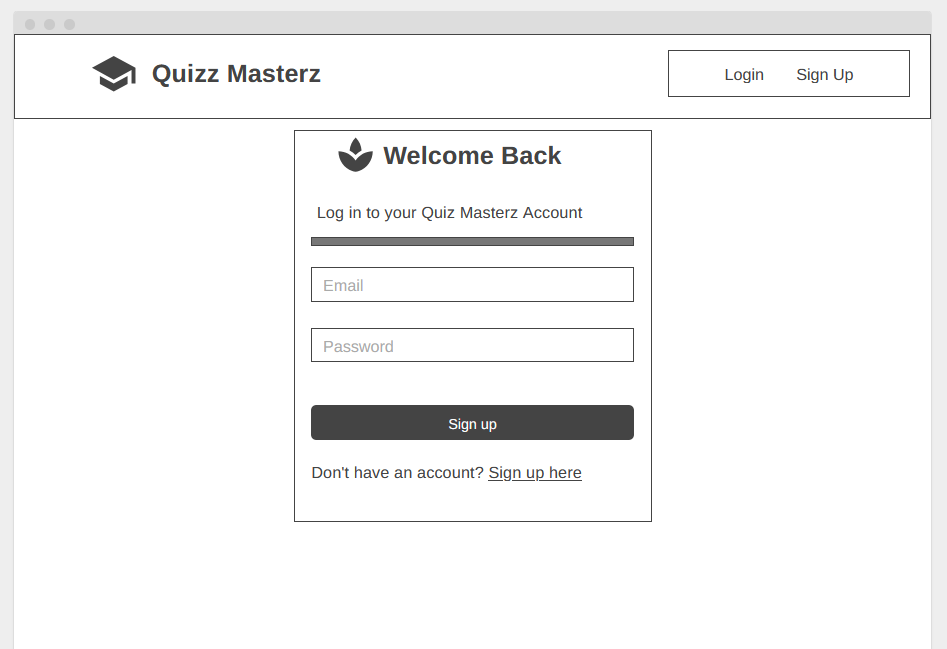 Quizz Masterz
Login Sign Up
Welcome Back
Log in to your Quiz Masterz Account
Email
Password
Sign up
Don't have an account? Sign up here